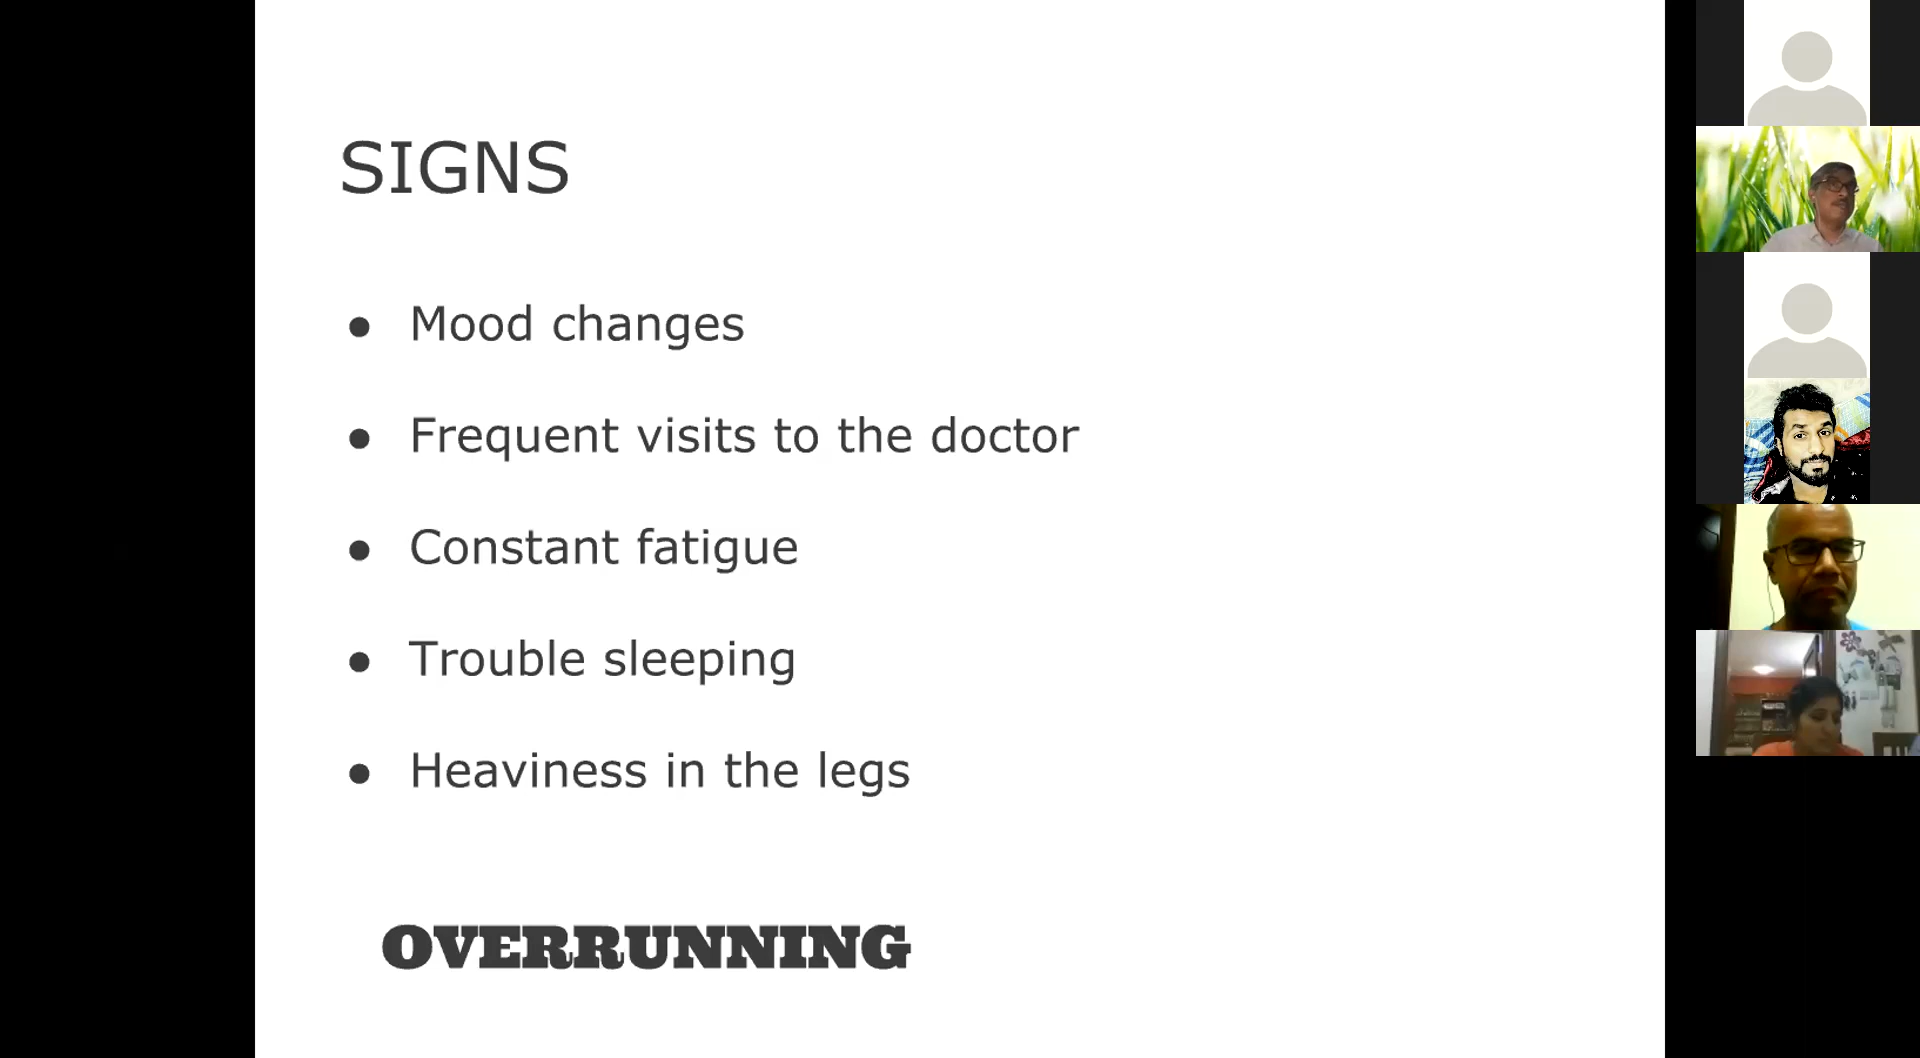 SIGNS
● Mood changes
● Frequent visits to the doctor
● Constant fatigue
● Trouble sleeping
● Heaviness in the legs
OVERRUNNING